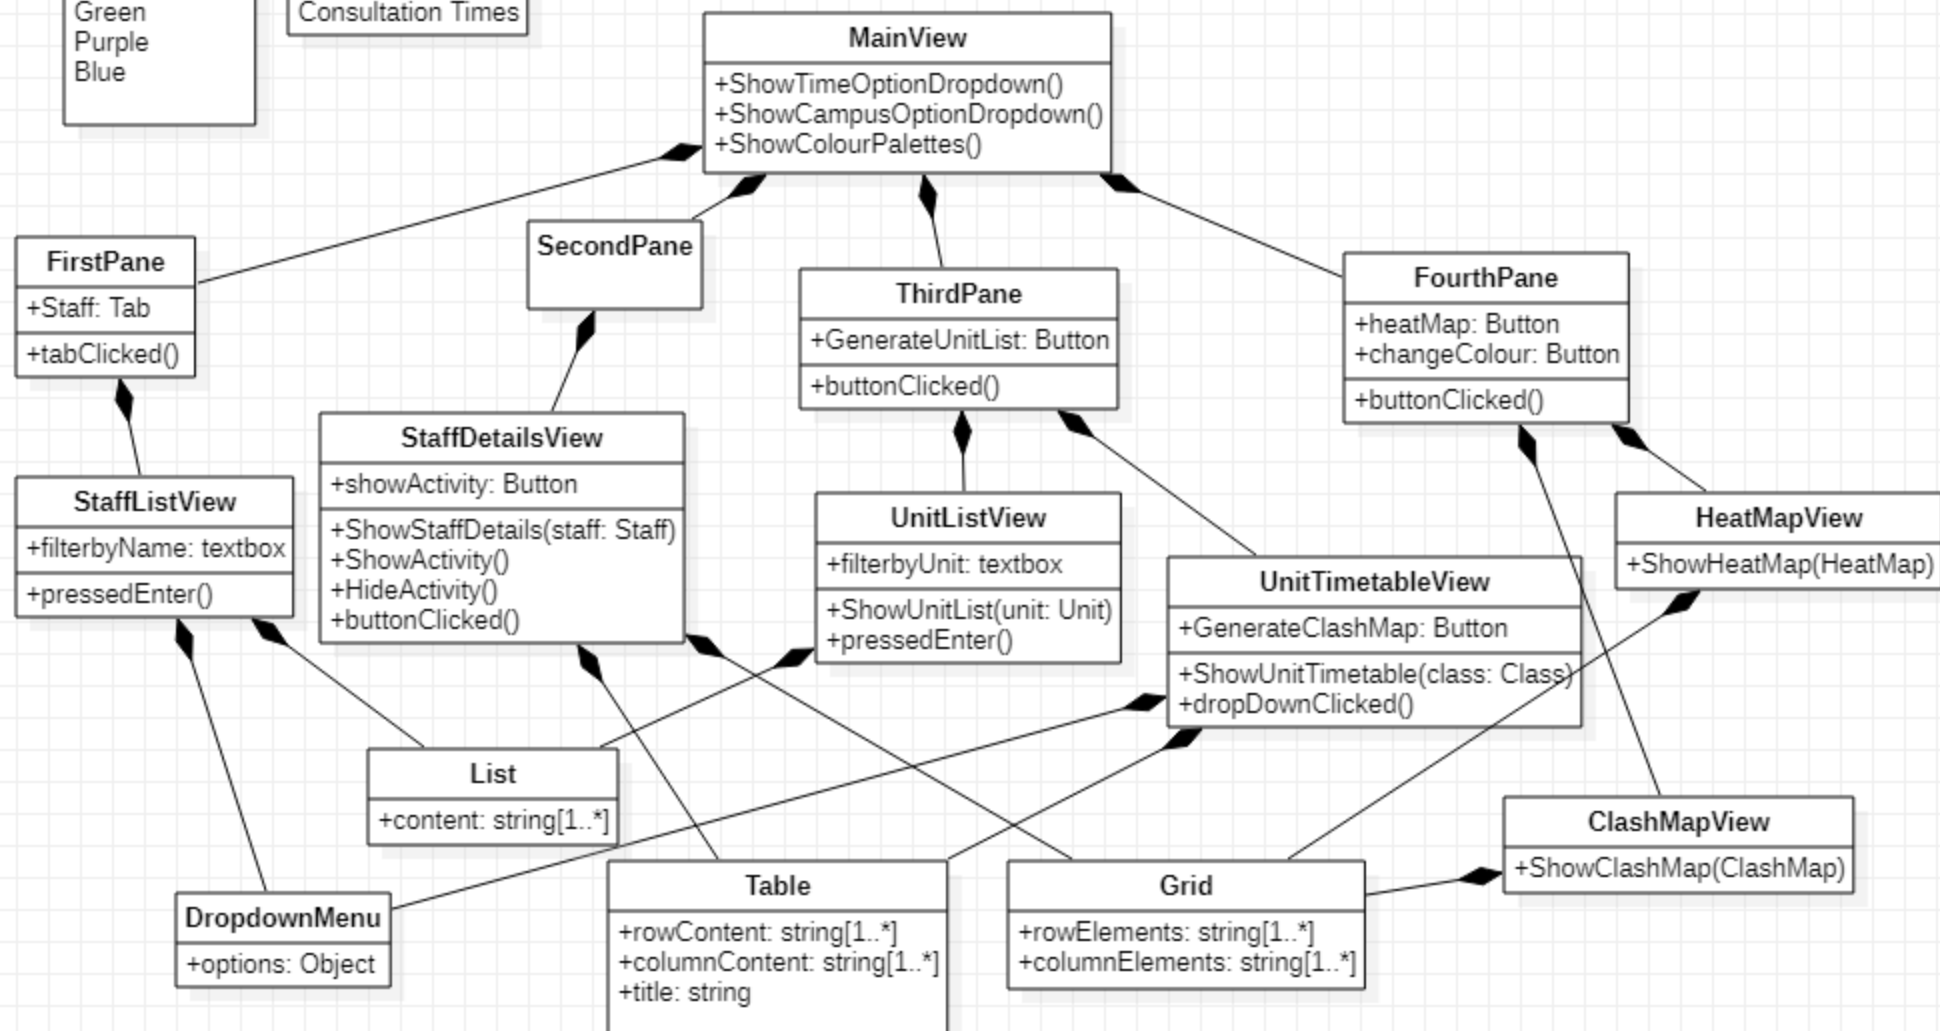 Green
Purple
Blue
Consultation Times
MainView
+ShowTimeOptionDropdown()
+ShowCampusOptionDropdown()
+ShowColourPalettes()
FirstPane
+Staff: Tab
+tabClicked()
SecondPane
ThirdPane
+GenerateUnitList: Button
+buttonClicked()
FourthPane
+heatMap: Button
+changeColour: Button
+buttonClicked()
StaffListView
+filterbyName: textbox
+pressedEnter()
StaffDetailsView
+showActivity: Button
+ShowStaffDetails(staff: Staff)
+ShowActivity()
+HideActivity()
+buttonClicked()
UnitListView
+filterbyUnit: textbox
+ShowUnitList(unit: Unit)
+pressedEnter()
UnitTimetableView
+GenerateClashMap: Button
+ShowUnitTimetable(class: Class)
+dropDownClicked()
HeatMapView
+ShowHeatMap(HeatMap)
List
+content: string[1..*]
ClashMapView
+ShowClashMap(ClashMap)
DropdownMenu
+options: Object
Table
+rowContent: string[1..*]
+columnContent: string[1..*]
+title: string
Grid
+rowElements: string[1..*]
+columnElements: string[1..*]